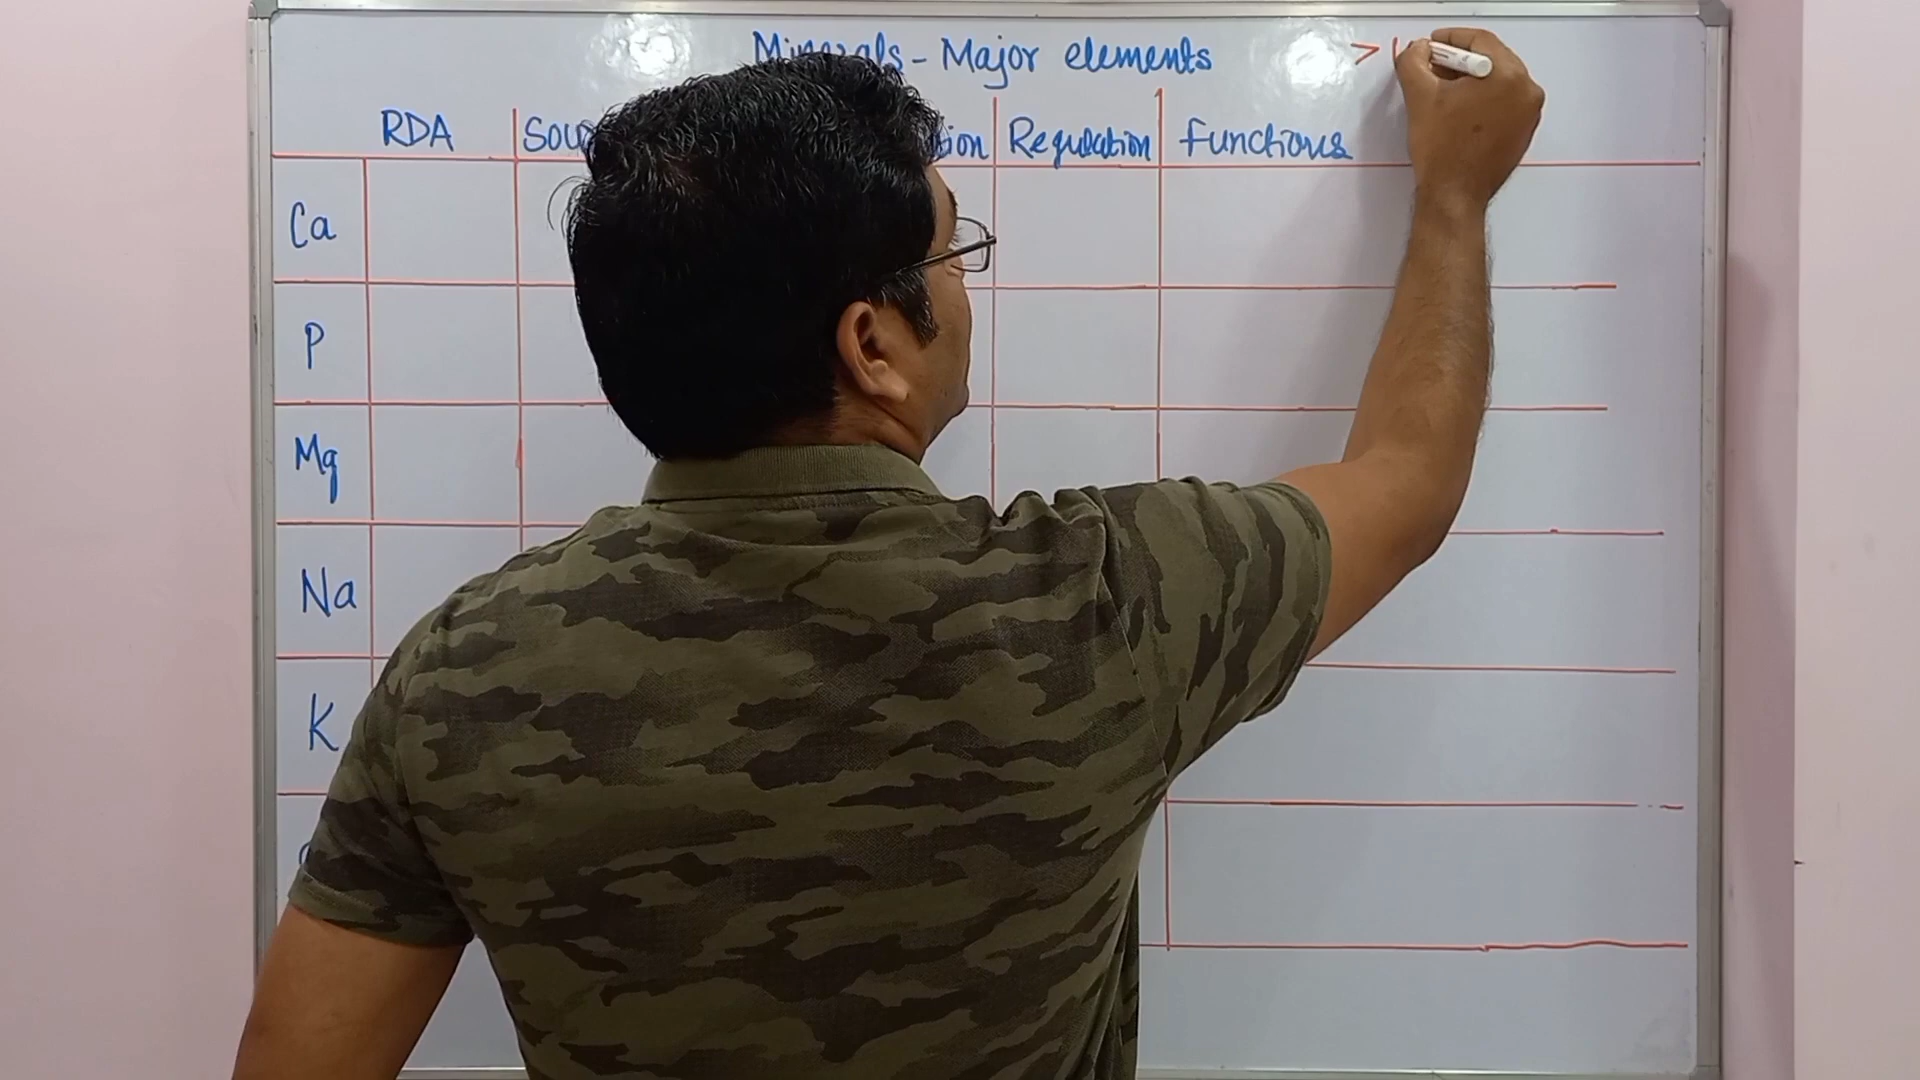 Minerals - Major elements >
RDA Regulation Functions
Ca
P
Mg
Na
K